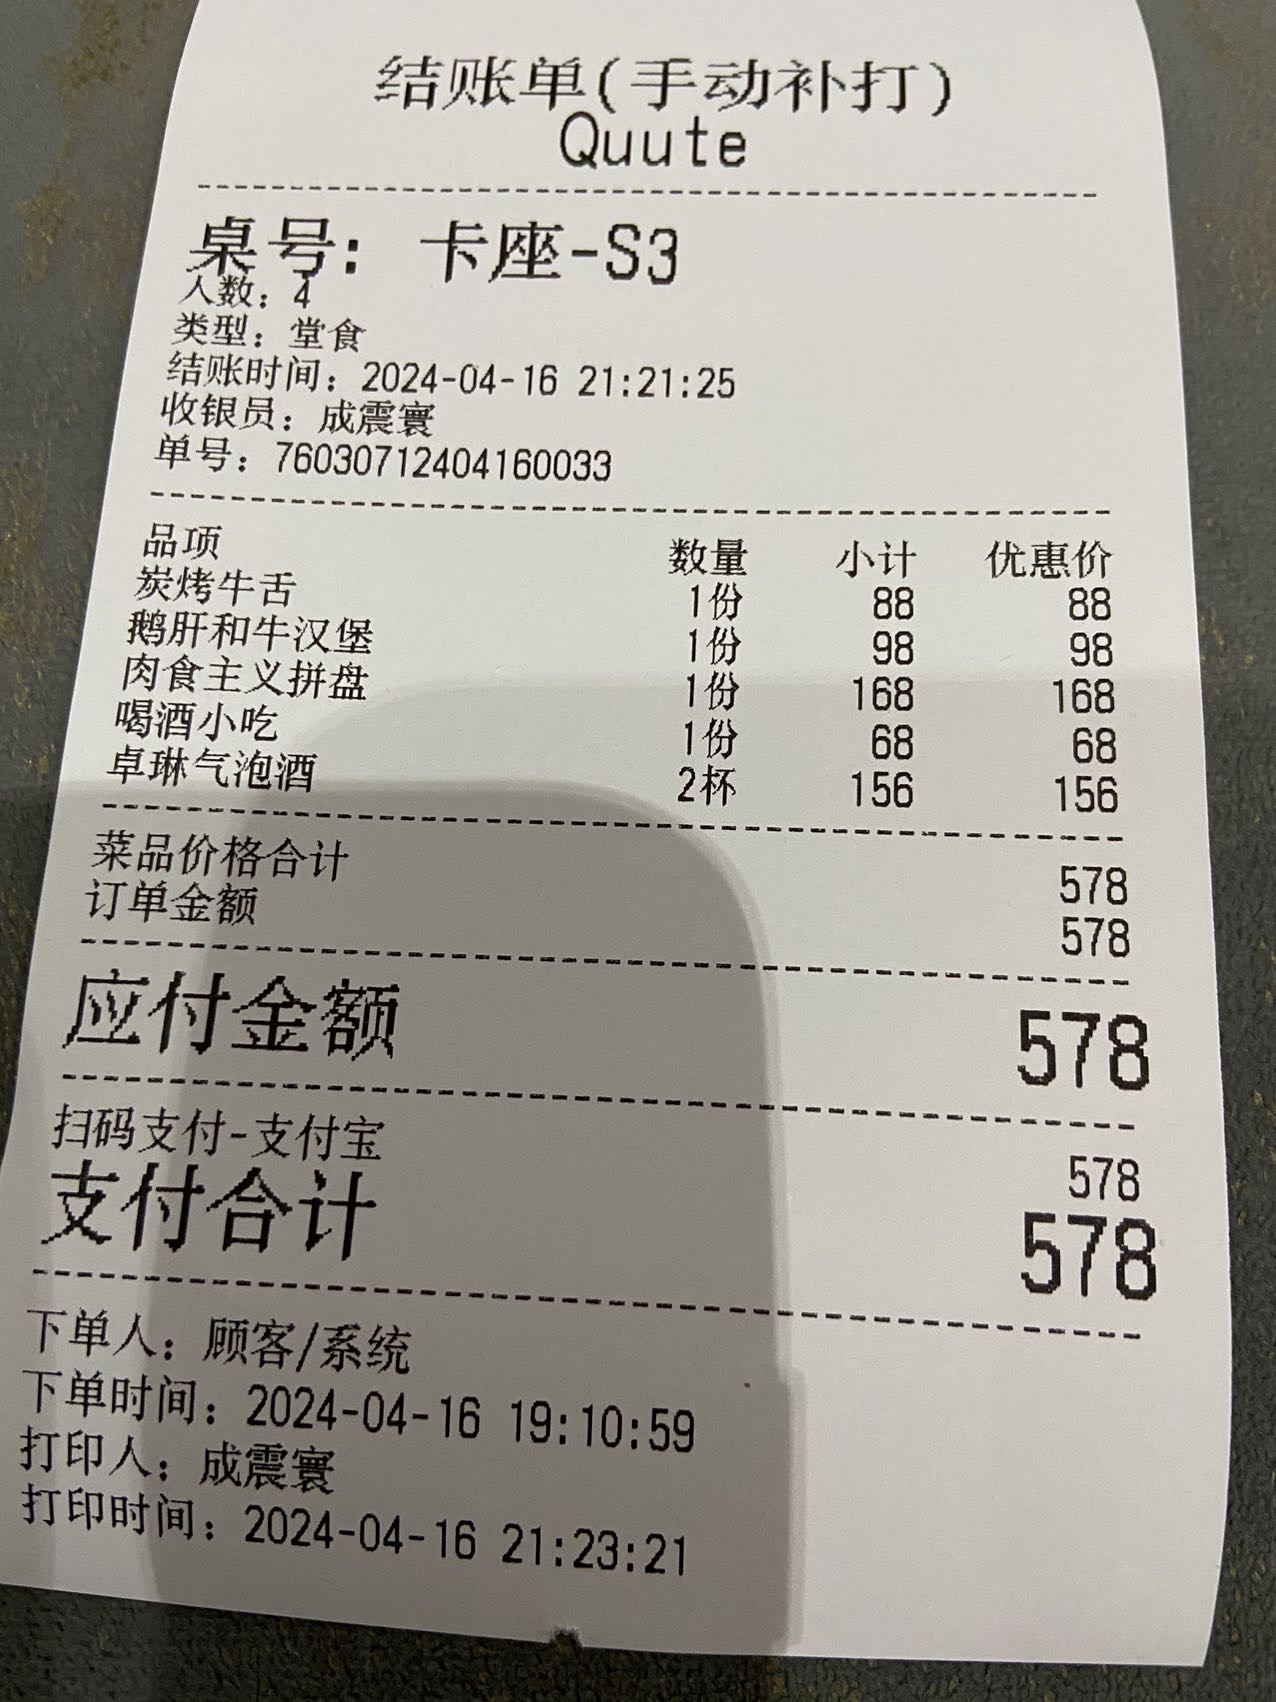 结账单(手动补打)
Quute
桌号: 卡座-S3
人数: 4
类型: 堂食
结账时间: 2024-04-16 21:21:25
收银员: 成震寰
单号: 76030712404160033
品项 数量 小计 优惠价
炭烤牛舌 1份 88 88
鹅肝和牛汉堡 1份 98 98
肉食主义拼盘 1份 168 168
喝酒小吃 1份 68 68
卓琳气泡酒 2杯 156 156
菜品价格合计 578
订单金额 578
应付金额 578
扫码支付-支付宝 578
支付合计 578
下单人: 顾客/系统
下单时间: 2024-04-16 19:10:59
打印人: 成震寰
打印时间: 2024-04-16 21:23:21